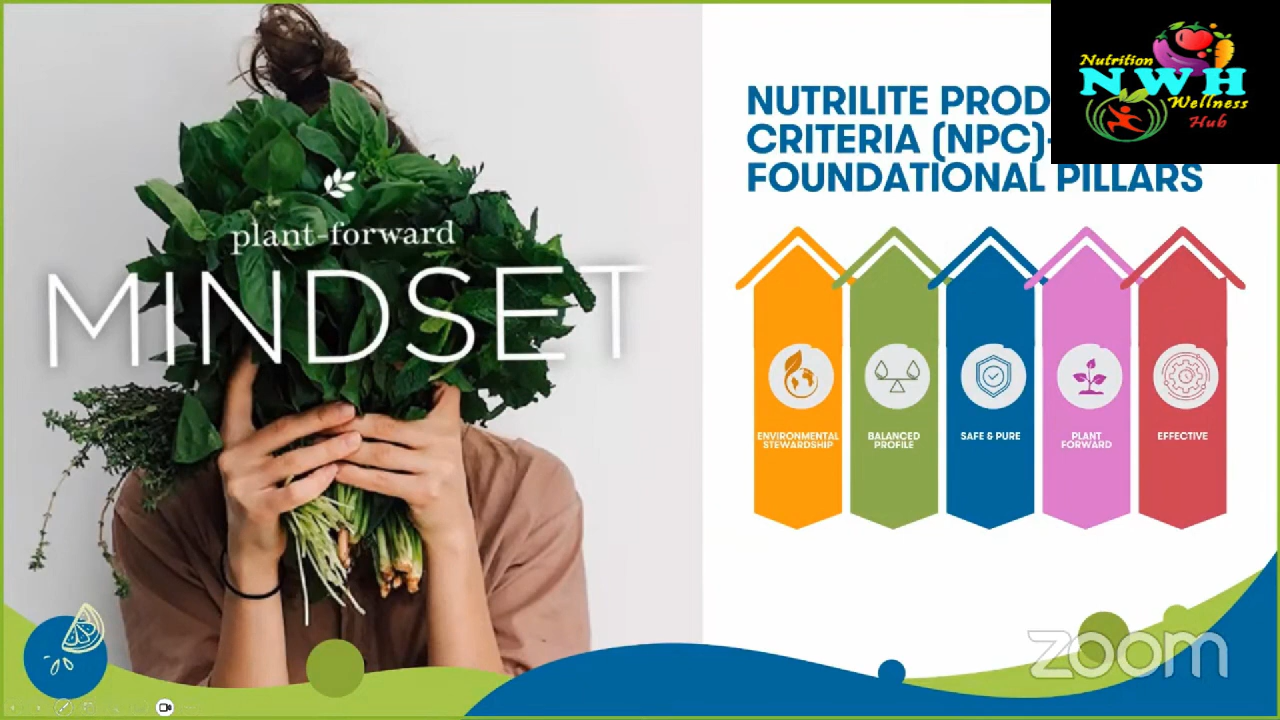 plant-forward
MINDSET
NUTRILITE PROD
CRITERIA (NPC)-
FOUNDATIONAL PILLARS
ENVIRONMENTAL
STEWARDSHIP
BALANCED
PROFILE
SAFE & PURE
PLANT
FORWARD
EFFECTIVE
Nutrition
NWH
Wellness
Hub
zoom